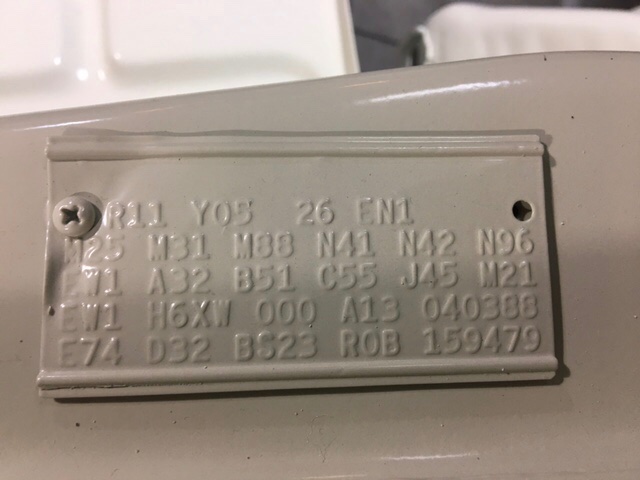 R11 Y05 26 EN1
M25 M31 M88 N41 N42 N96
EW1 A32 B51 C55 J45 M21
EW1 H6XW 000 A13 040388
E74 D32 BS23 R0B 159479